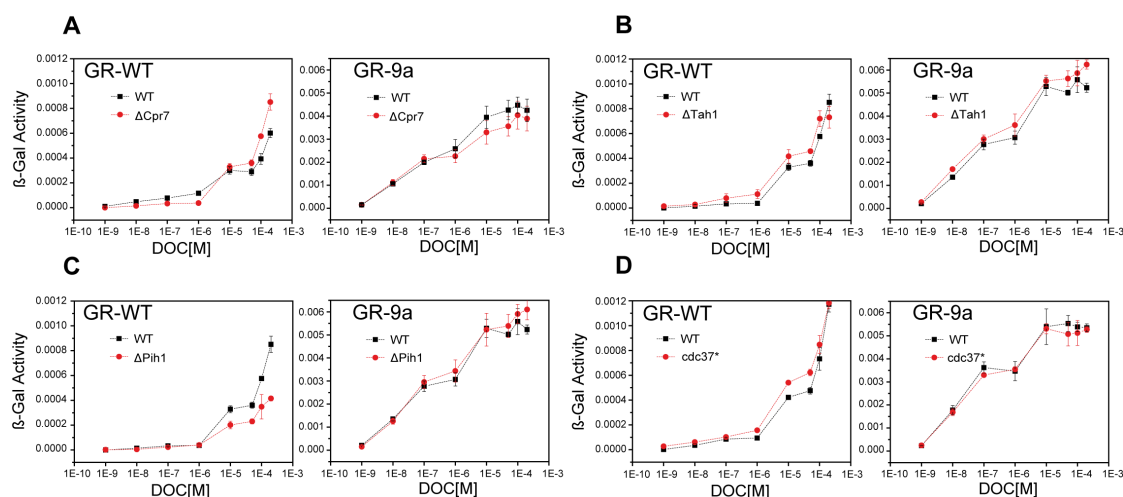 A
GR-WT
WT
ΔCpr7
ß-Gal Activity
0.0012
0.0010
0.0008
0.0006
0.0004
0.0002
0.0000
1E-10 1E-9 1E-8 1E-7 1E-6 1E-5 1E-4 1E-3
DOC[M]
GR-9a
WT
ΔCpr7
0.006
0.005
0.004
0.003
0.002
0.001
0.000
1E-10 1E-9 1E-8 1E-7 1E-6 1E-5 1E-4 1E-3
DOC[M]
B
GR-WT
WT
ΔTah1
ß-Gal Activity
0.0012
0.0010
0.0008
0.0006
0.0004
0.0002
0.0000
1E-10 1E-9 1E-8 1E-7 1E-6 1E-5 1E-4 1E-3
DOC[M]
GR-9a
WT
ΔTah1
0.006
0.005
0.004
0.003
0.002
0.001
0.000
1E-10 1E-9 1E-8 1E-7 1E-6 1E-5 1E-4 1E-3
DOC[M]
C
GR-WT
WT
ΔPih1
ß-Gal Activity
0.0012
0.0010
0.0008
0.0006
0.0004
0.0002
0.0000
1E-10 1E-9 1E-8 1E-7 1E-6 1E-5 1E-4 1E-3
DOC[M]
GR-9a
WT
ΔPih1
0.006
0.005
0.004
0.003
0.002
0.001
0.000
1E-10 1E-9 1E-8 1E-7 1E-6 1E-5 1E-4 1E-3
DOC[M]
D
GR-WT
WT
cdc37*
ß-Gal Activity
0.0012
0.0010
0.0008
0.0006
0.0004
0.0002
0.0000
1E-10 1E-9 1E-8 1E-7 1E-6 1E-5 1E-4 1E-3
DOC[M]
GR-9a
WT
cdc37*
0.006
0.005
0.004
0.003
0.002
0.001
0.000
1E-10 1E-9 1E-8 1E-7 1E-6 1E-5 1E-4 1E-3
DOC[M]